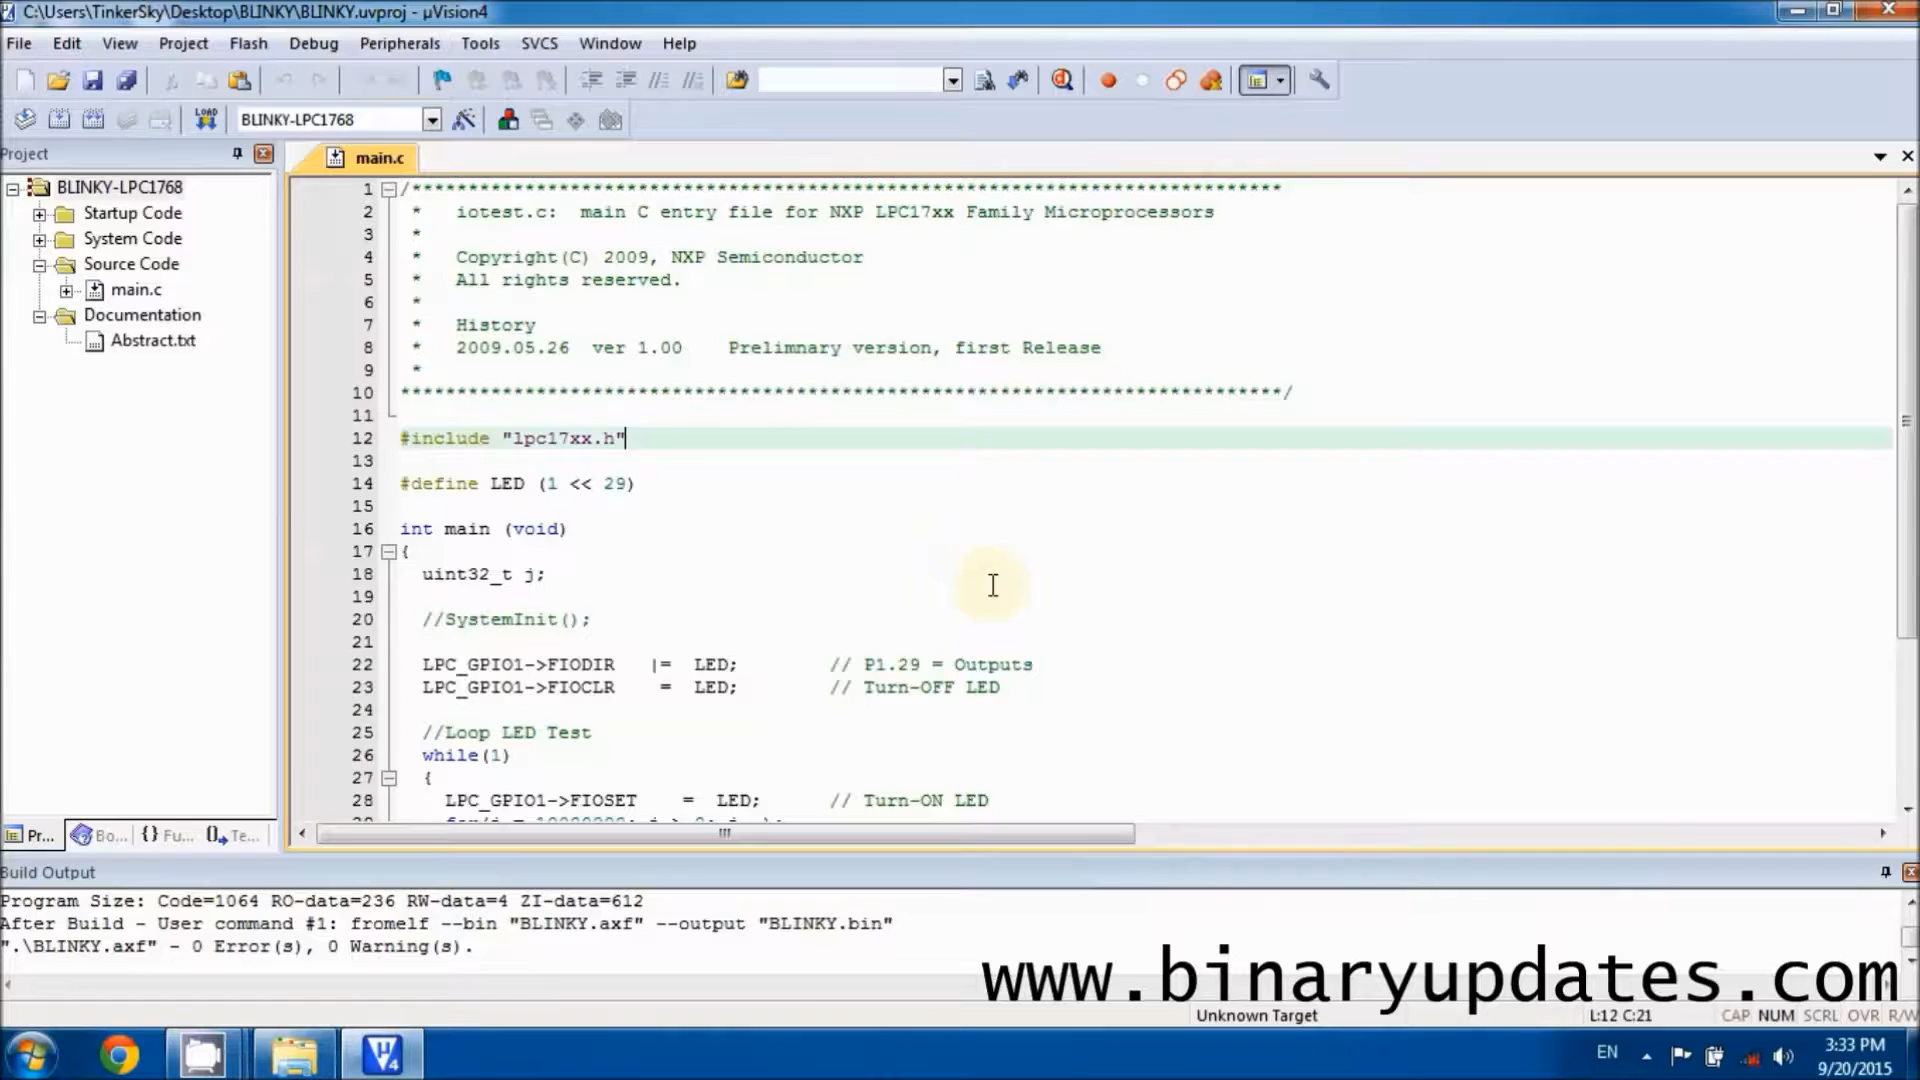 C:\Users\TinkerSky\Desktop\BLINKY\BLINKY.uvproj - µVision4
File Edit View Project Flash Debug Peripherals Tools SVCS Window Help
LOAD BLINKY-LPC1768
Project
main.c
BLINKY-LPC1768
Startup Code
System Code
Source Code
main.c
Documentation
Abstract.txt
1 /******************************************************************************
2 * iotest.c: main C entry file for NXP LPC17xx Family Microprocessors
3 *
4 * Copyright(C) 2009, NXP Semiconductor
5 * All rights reserved.
6 *
7 * History
8 * 2009.05.26 ver 1.00 Prelimnary version, first Release
9 *
10 ******************************************************************************/
11
12 #include "lpc17xx.h"
13
14 #define LED (1 << 29)
15
16 int main (void)
17 {
18 uint32_t j;
19
20 //SystemInit();
21
22 LPC_GPIO1->FIODIR |= LED; // P1.29 = Outputs
23 LPC_GPIO1->FIOCLR = LED; // Turn-OFF LED
24
25 //Loop LED Test
26 while(1)
27 {
28 LPC_GPIO1->FIOSET = LED; // Turn-ON LED
Pr... Bo... {} Fu... Te...
Build Output
Program Size: Code=1064 RO-data=236 RW-data=4 ZI-data=612
After Build - User command #1: fromelf --bin "BLINKY.axf" --output "BLINKY.bin"
".\BLINKY.axf" - 0 Error(s), 0 Warning(s).
www.binaryupdates.com
Unknown Target L:12 C:21 CAP NUM SCRL OVR R/W
EN 3:33 PM
9/20/2015